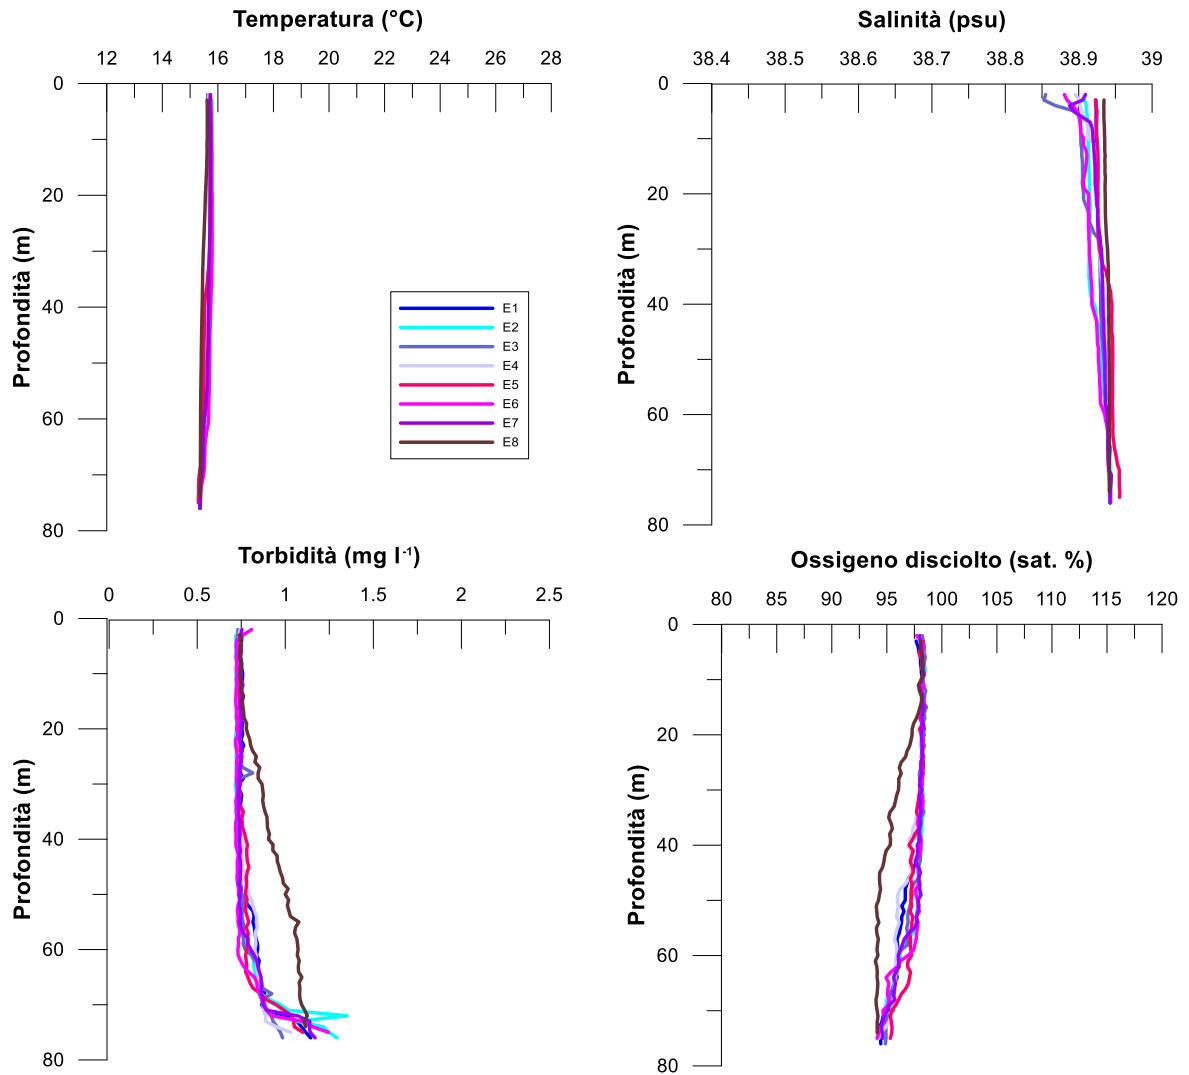 Temperatura (°C)
12 14 16 18 20 22 24 26 28
0
20
40
60
80
Profondità (m)
E1
E2
E3
E4
E5
E6
E7
E8
Salinità (psu)
38.4 38.5 38.6 38.7 38.8 38.9 39
0
20
40
60
80
Profondità (m)
Torbidità (mg l⁻¹)
0 0.5 1 1.5 2 2.5
0
20
40
60
80
Profondità (m)
Ossigeno disciolto (sat. %)
80 85 90 95 100 105 110 115 120
0
20
40
60
80
Profondità (m)